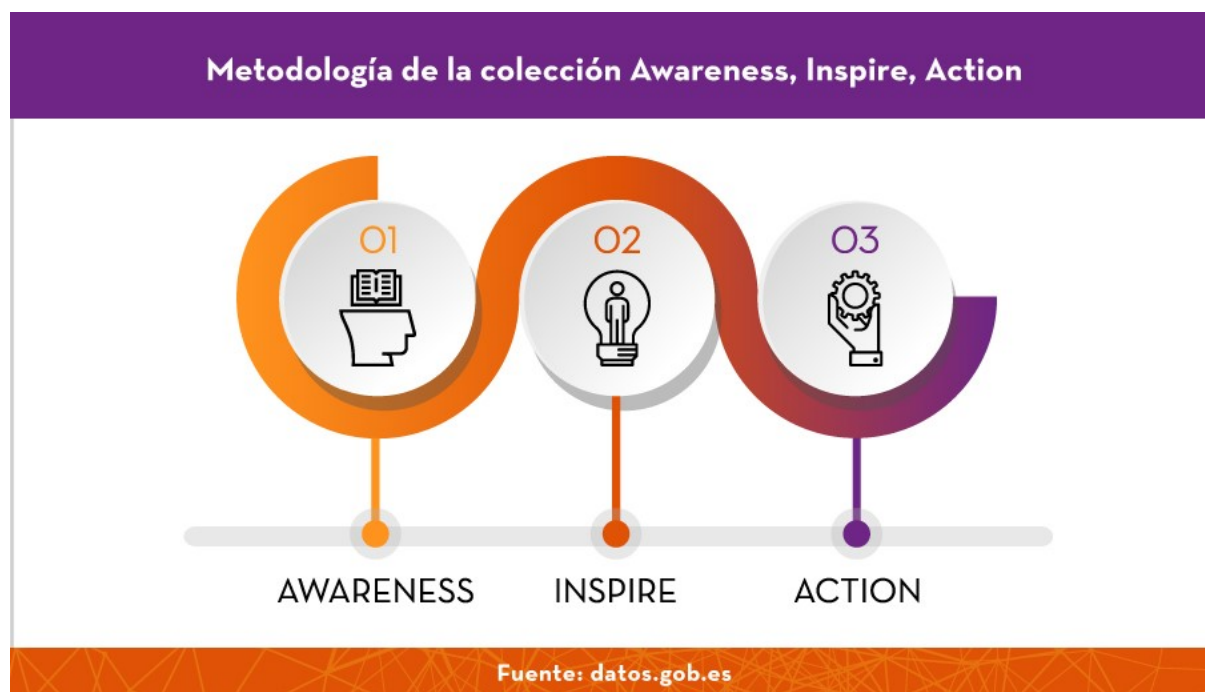 Metodología de la colección Awareness, Inspire, Action
01
02
03
AWARENESS
INSPIRE
ACTION
Fuente: datos.gob.es